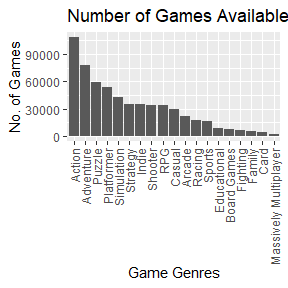 Number of Games Available
No. of Games
90000
60000
30000
0
Action
Adventure
Puzzle
Platformer
Simulation
Strategy
Indie
Shooter
RPG
Casual
Arcade
Racing
Sports
Educational
Board Games
Fighting
Family
Card
Massively Multiplayer
Game Genres